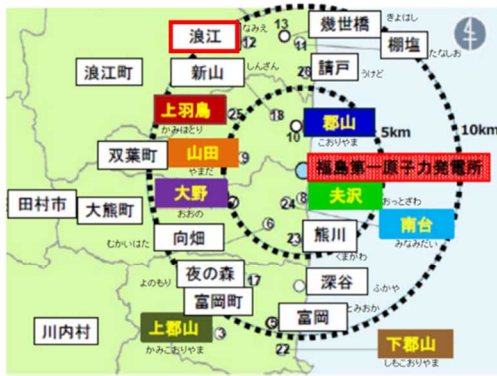 13
幾世橋
きよはし
浪江
なみえ
12
11
棚塩
たなしお
新山
しんざん
26
請戸
うけど
浪江町
上羽鳥
かみはとり
25
18
10
郡山
こおりやま
5km
10km
双葉町
山田
やまだ
9
福島第一原子力発電所
大野
おおの
7
24
8
夫沢
おっとざわ
田村市
大熊町
6
南台
みなみだい
むかいはた
向畑
23
熊川
くまがわ
夜の森
よのもり
17
深谷
ふかや
富岡町
富岡
とみおか
5
川内村
上郡山
かみこおりやま
3
22
下郡山
しもこおりやま